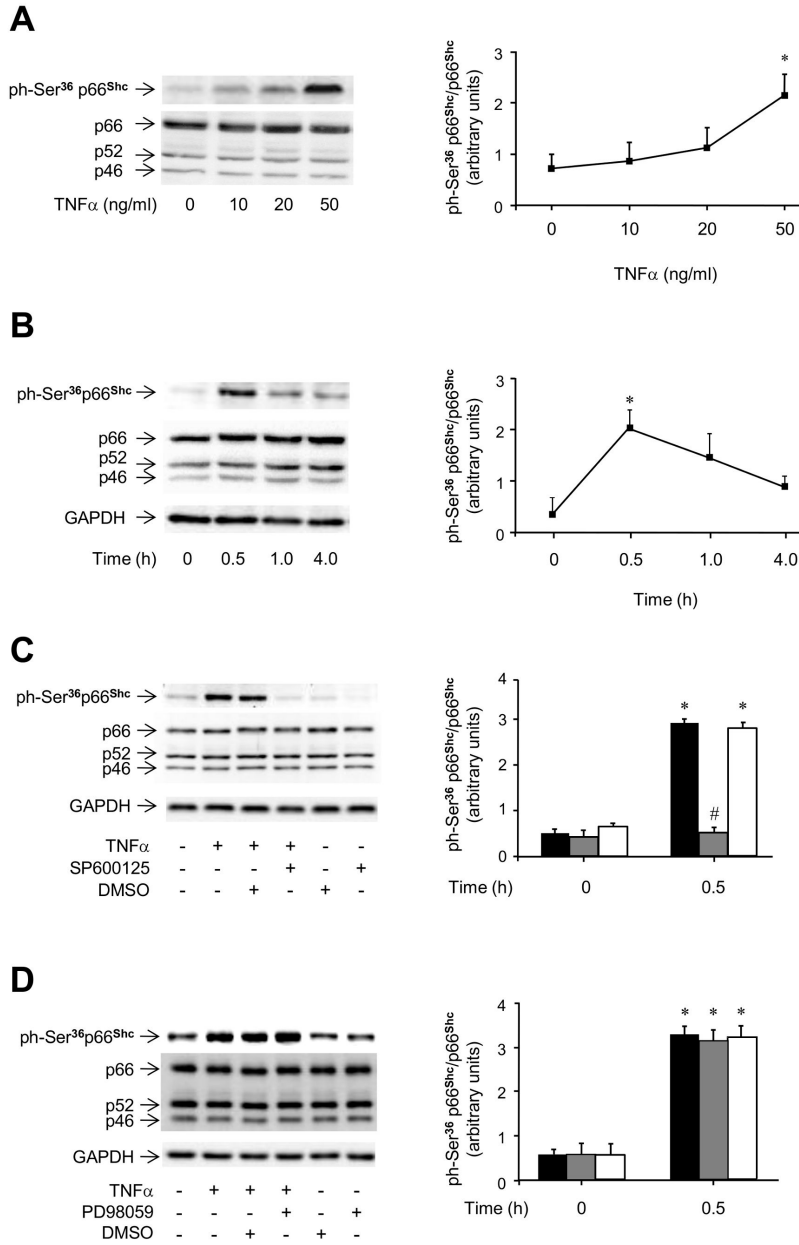 A
ph-Ser36 p66Shc
p66
p52
p46
TNFα (ng/ml) 0 10 20 50
ph-Ser36 p66Shc/p66Shc
(arbitrary units)
3
2
1
0
*
0 10 20 50
TNFα (ng/ml)
B
ph-Ser36p66Shc
p66
p52
p46
GAPDH
Time (h) 0 0.5 1.0 4.0
ph-Ser36 p66Shc/p66Shc
(arbitrary units)
3
2
1
0
*
0 0.5 1.0 4.0
Time (h)
C
ph-Ser36p66Shc
p66
p52
p46
GAPDH
TNFα - + + + - -
SP600125 - - - + - +
DMSO - - + - + -
ph-Ser36 p66Shc/p66Shc
(arbitrary units)
4
3
2
1
0
* # *
Time (h) 0 0.5
D
ph-Ser36p66Shc
p66
p52
p46
GAPDH
TNFα - + + + - -
PD98059 - - - + - +
DMSO - - + - + -
ph-Ser36 p66Shc/p66Shc
(arbitrary units)
4
3
2
1
0
* * *
Time (h) 0 0.5